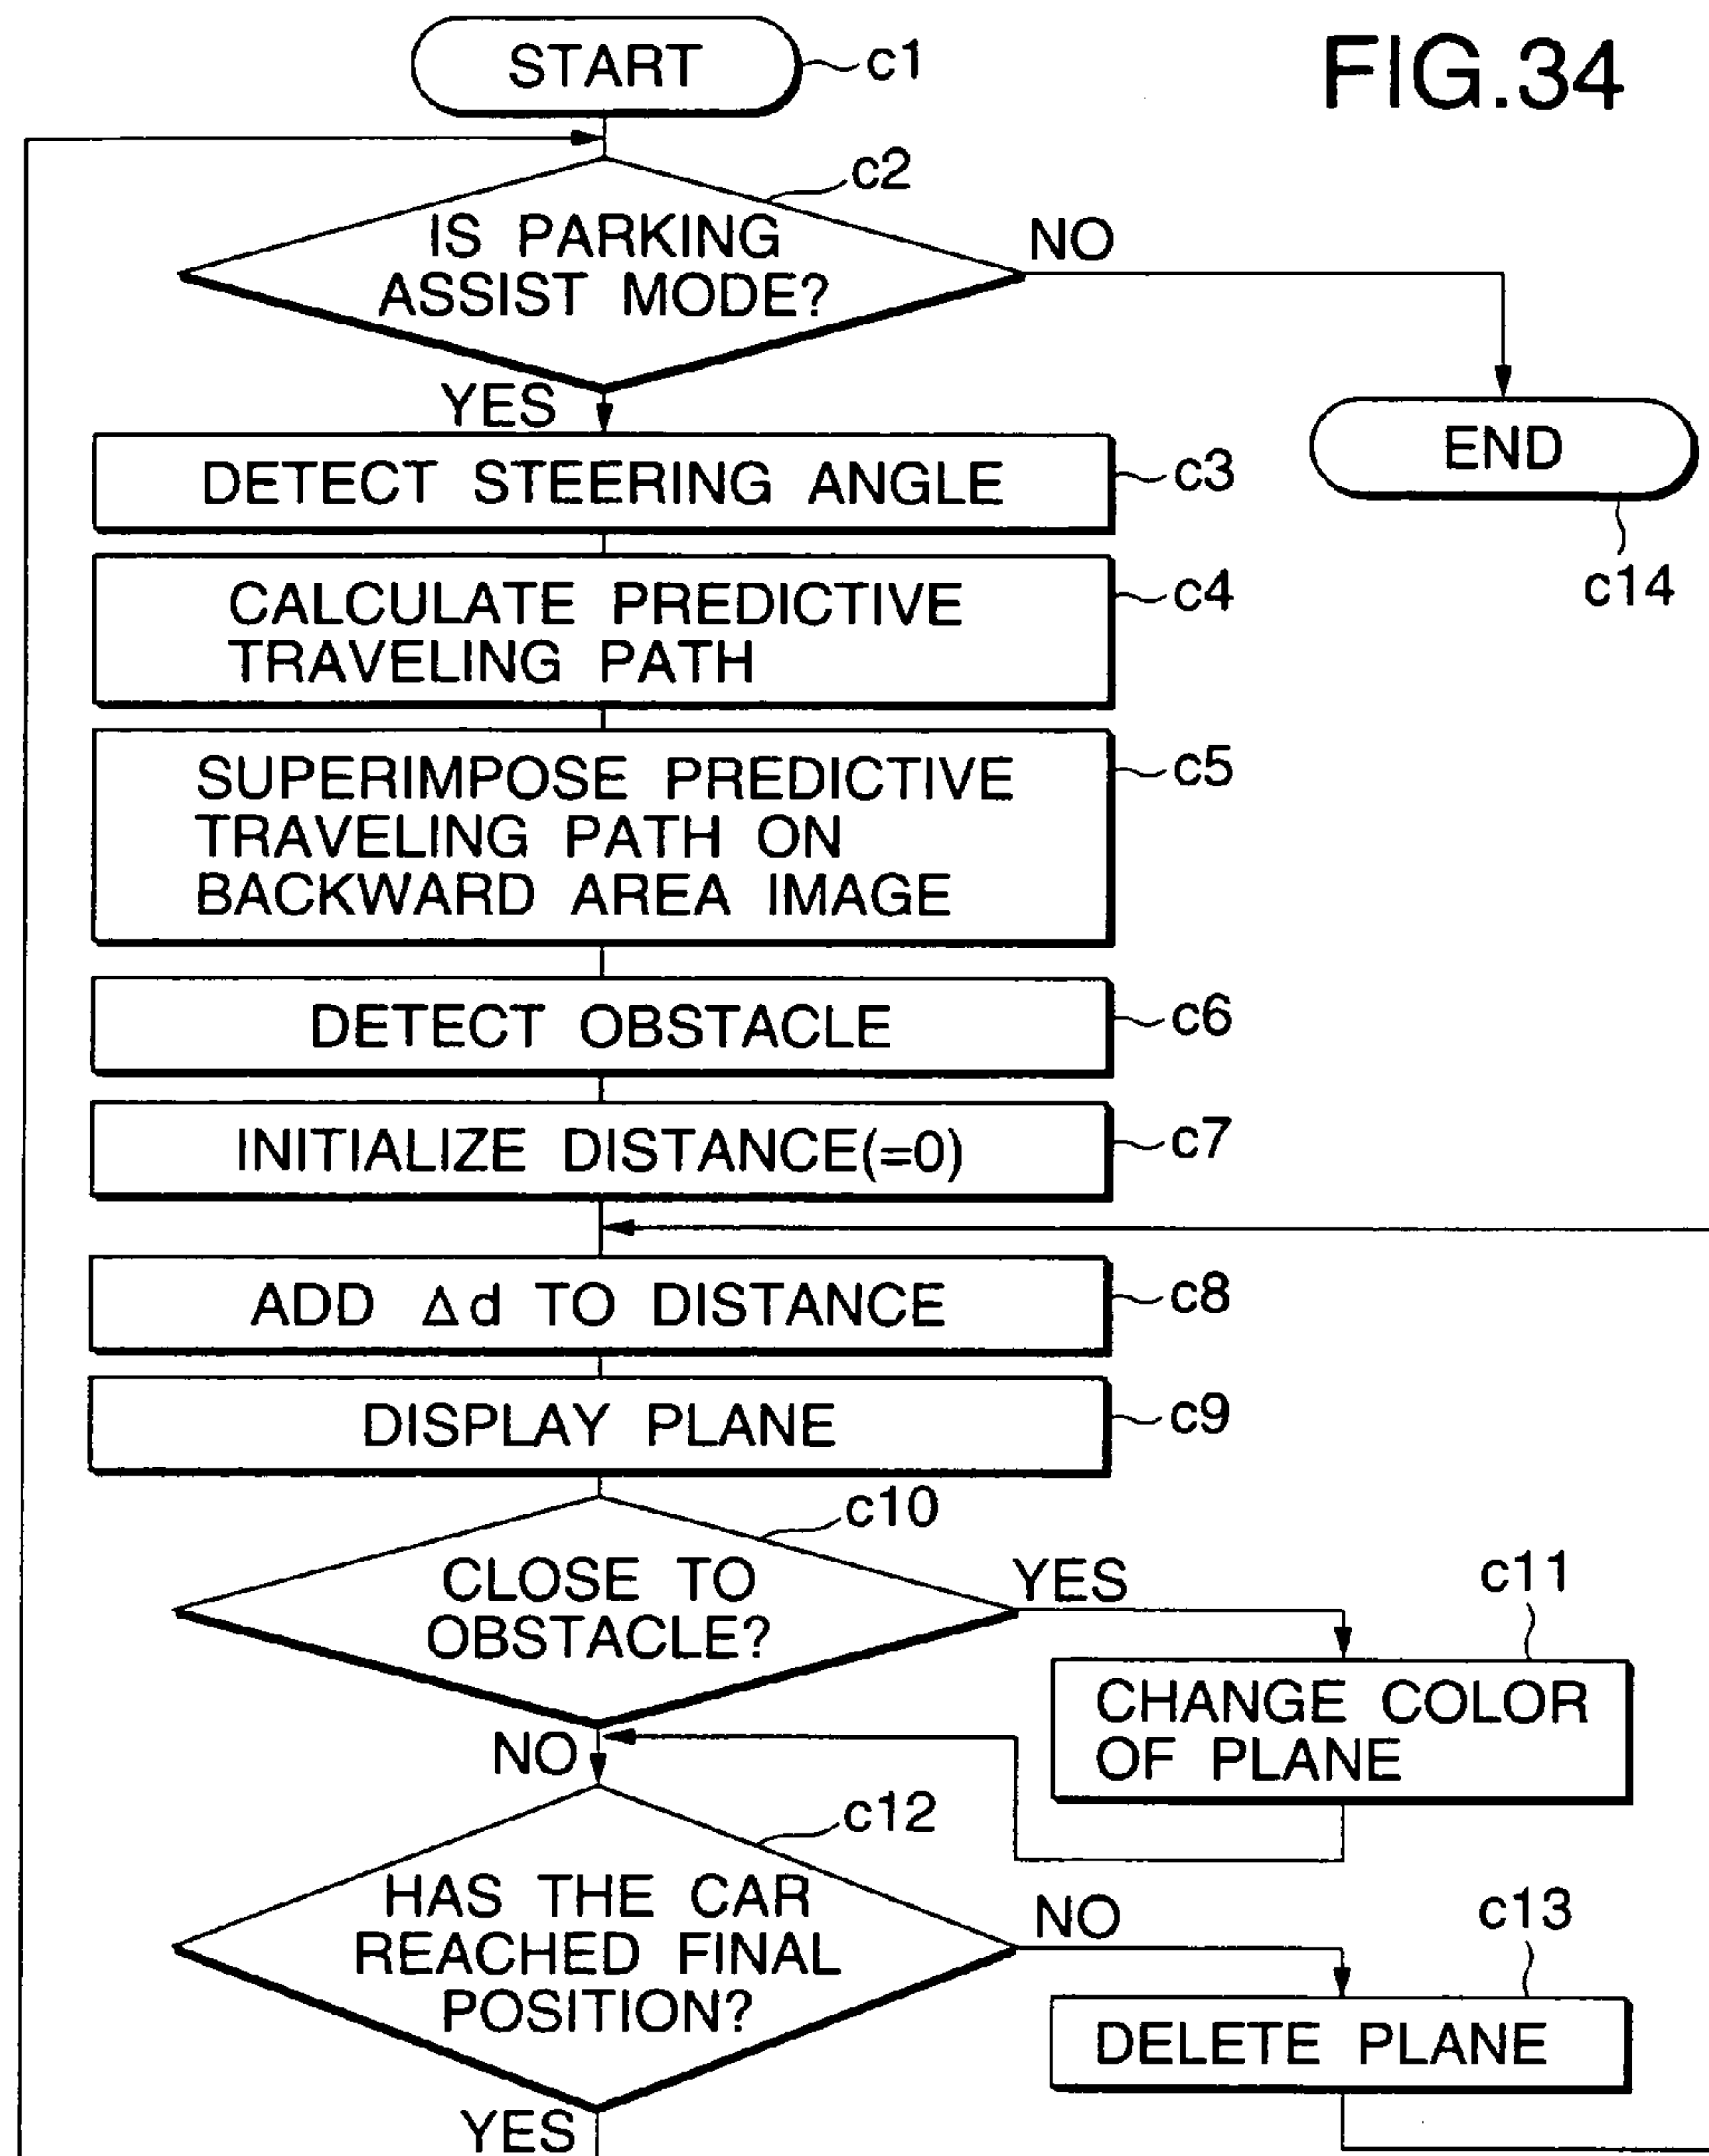 FIG.34
START
c1
c2
IS PARKING
ASSIST MODE?
NO
YES
END
c14
DETECT STEERING ANGLE
c3
CALCULATE PREDICTIVE
TRAVELING PATH
c4
SUPERIMPOSE PREDICTIVE
TRAVELING PATH ON
BACKWARD AREA IMAGE
c5
DETECT OBSTACLE
c6
INITIALIZE DISTANCE(=0)
c7
ADD Δd TO DISTANCE
c8
DISPLAY PLANE
c9
c10
CLOSE TO
OBSTACLE?
YES
c11
CHANGE COLOR
OF PLANE
NO
c12
HAS THE CAR
REACHED FINAL
POSITION?
NO
c13
DELETE PLANE
YES